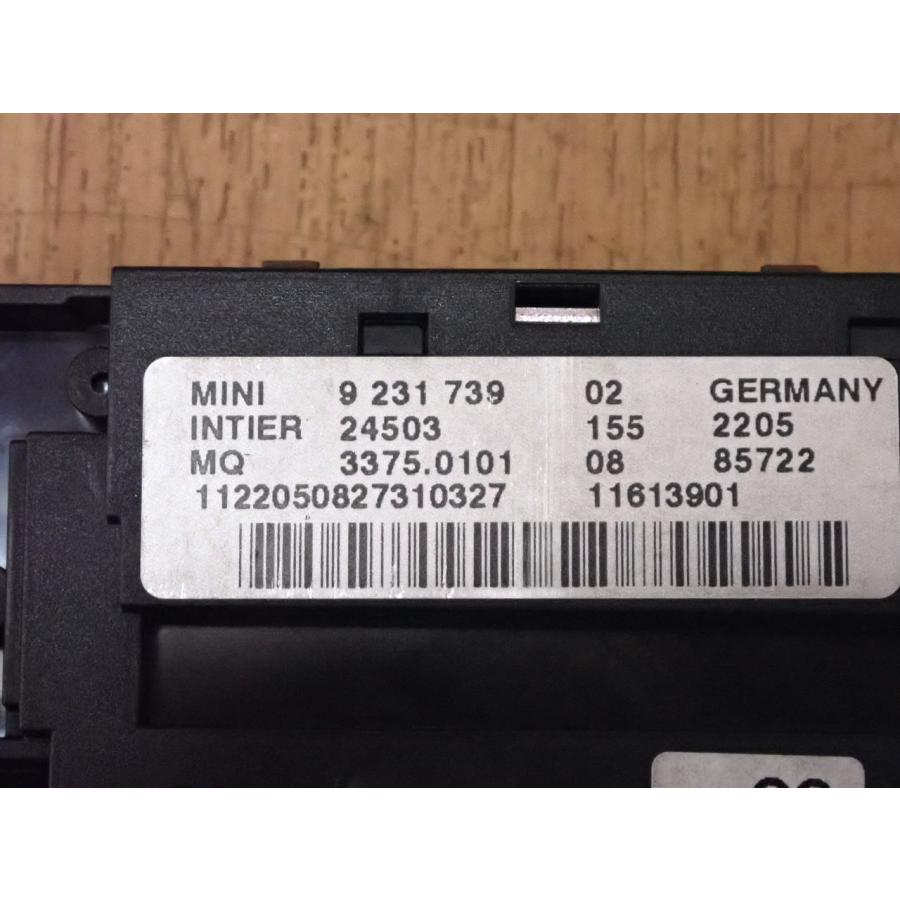 MINI 9 231 739 02 GERMANY
INTIER 24503 155 2205
MQ 3375.0101 08 85722
1122050827310327 11613901